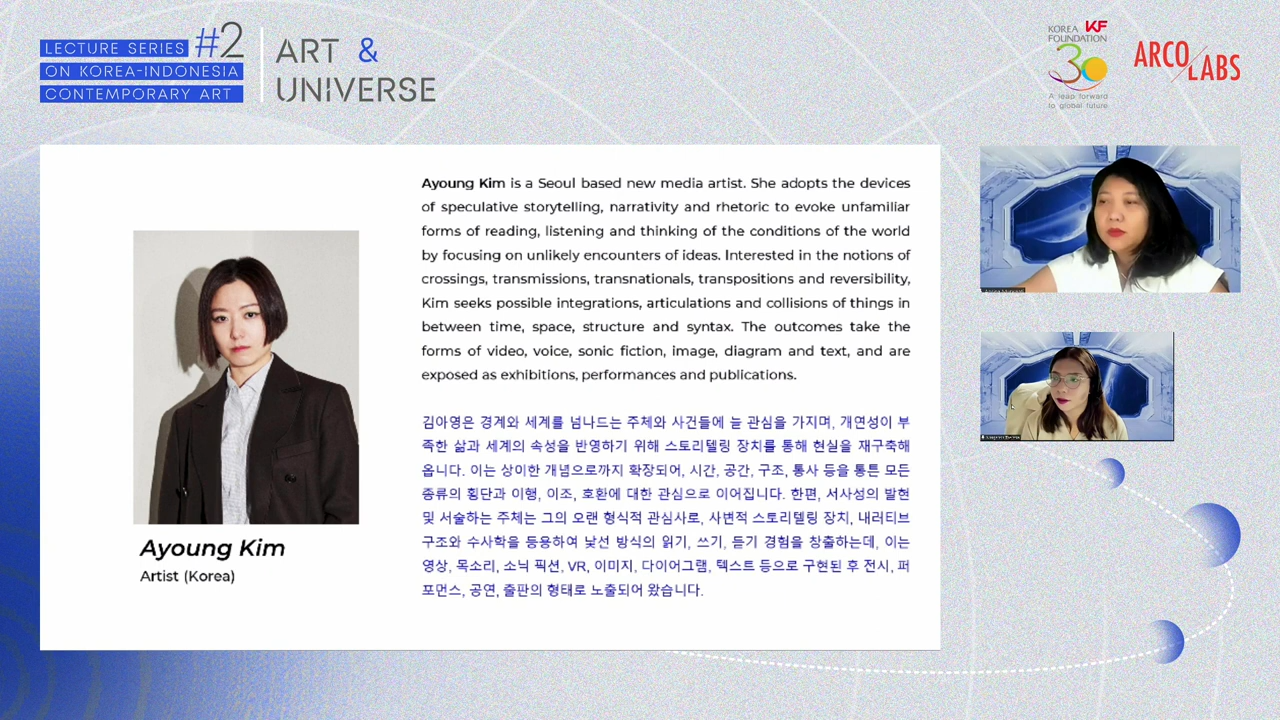 LECTURE SERIES #2
ON KOREA-INDONESIA
CONTEMPORARY ART
ART &
UNIVERSE
KOREA KF
FOUNDATION
30
A leap forward
to global future
ARCO
LABS
Ayoung Kim is a Seoul based new media artist. She adopts the devices
of speculative storytelling, narrativity and rhetoric to evoke unfamiliar
forms of reading, listening and thinking of the conditions of the world
by focusing on unlikely encounters of ideas. Interested in the notions of
crossings, transmissions, transnationals, transpositions and reversibility,
Kim seeks possible integrations, articulations and collisions of things in
between time, space, structure and syntax. The outcomes take the
forms of video, voice, sonic fiction, image, diagram and text, and are
exposed as exhibitions, performances and publications.
김아영은 경계와 세계를 넘나드는 주체와 사건들에 늘 관심을 가지며, 개연성이 부
족한 삶과 세계의 속성을 반영하기 위해 스토리텔링 장치를 통해 현실을 재구축해
옵니다. 이는 상이한 개념으로까지 확장되어, 시간, 공간, 구조, 통사 등을 통튼 모든
종류의 횡단과 이행, 이조, 호환에 대한 관심으로 이어집니다. 한편, 서사성의 발현
및 서술하는 주체는 그의 오랜 형식적 관심사로, 사변적 스토리텔링 장치, 내러티브
구조와 수사학을 등용하여 낯선 방식의 읽기, 쓰기, 듣기 경험을 창출하는데, 이는
영상, 목소리, 소닉 픽션, VR, 이미지, 다이어그램, 텍스트 등으로 구현된 후 전시, 퍼
포먼스, 공연, 출판의 형태로 노출되어 왔습니다.
Ayoung Kim
Artist (Korea)